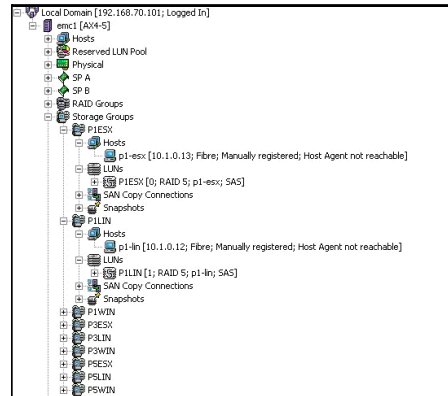 Local Domain [192.168.70.101; Logged In]
emc1 [AX4-5]
Hosts
Reserved LUN Pool
Physical
SP A
SP B
RAID Groups
Storage Groups
P1ESX
Hosts
p1-esx [10.1.0.13; Fibre; Manually registered; Host Agent not reachable]
LUNs
P1ESX [0; RAID 5; p1-esx; SAS]
SAN Copy Connections
Snapshots
P1LIN
Hosts
p1-lin [10.1.0.12; Fibre; Manually registered; Host Agent not reachable]
LUNs
P1LIN [1; RAID 5; p1-lin; SAS]
SAN Copy Connections
Snapshots
P1WIN
P3ESX
P3LIN
P3WIN
P5ESX
P5LIN
P5WIN